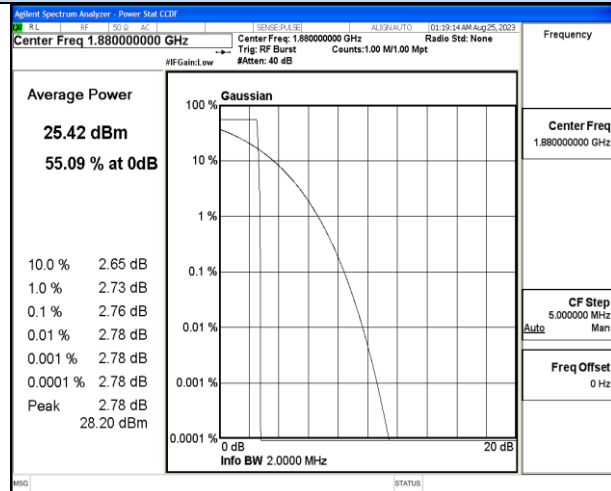 Agilent Spectrum Analyzer - Power Stat CCDF
RL RF 50 Ω AC SENSE:PULSE ALIGNAUTO 01:19:14 AM Aug 25, 2023
Center Freq 1.880000000 GHz
Center Freq: 1.880000000 GHz Radio Std: None
Trig: RF Burst Counts:1.00 M/1.00 Mpt
#IFGain:Low #Atten: 40 dB
Frequency
Average Power
25.42 dBm
55.09 % at 0dB
10.0 % 2.65 dB
1.0 % 2.73 dB
0.1 % 2.76 dB
0.01 % 2.78 dB
0.001 % 2.78 dB
0.0001 % 2.78 dB
Peak 2.78 dB
28.20 dBm
Gaussian
100 %
10 %
1 %
0.1 %
0.01 %
0.001 %
0.0001 %
0 dB 20 dB
Info BW 2.0000 MHz
Center Freq
1.880000000 GHz
CF Step
5.000000 MHz
Auto Man
Freq Offset
0 Hz
MSG STATUS